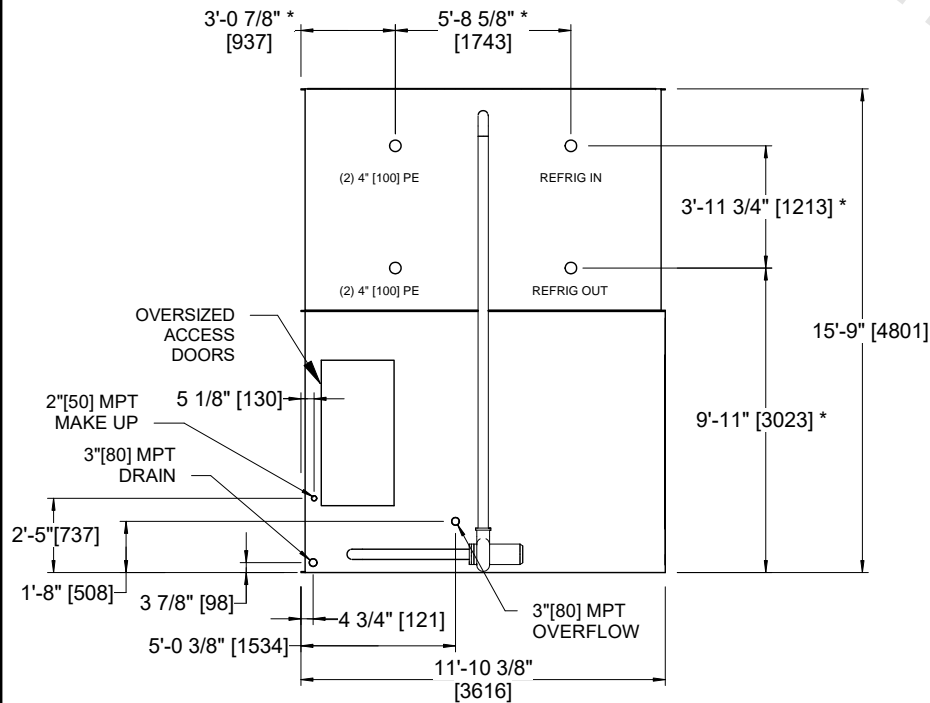 3'-0 7/8" *
[937]
5'-8 5/8" *
[1743]
(2) 4" [100] PE
REFRIG IN
3'-11 3/4" [1213] *
(2) 4" [100] PE
REFRIG OUT
OVERSIZED
ACCESS
DOORS
15'-9" [4801]
2"[50] MPT
MAKE UP
5 1/8" [130]
9'-11" [3023] *
3"[80] MPT
DRAIN
2'-5"[737]
1'-8" [508]
3 7/8" [98]
4 3/4" [121]
3"[80] MPT
OVERFLOW
5'-0 3/8" [1534]
11'-10 3/8"
[3616]